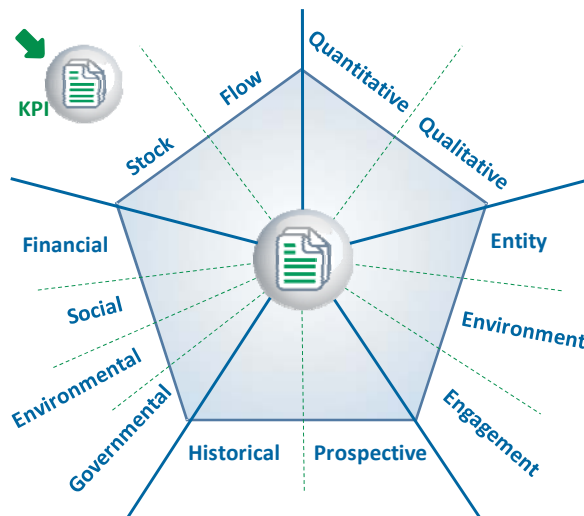 KPI
Stock
Flow
Quantitative
Qualitative
Financial
Social
Environmental
Governmental
Historical
Prospective
Entity
Environment
Engagement